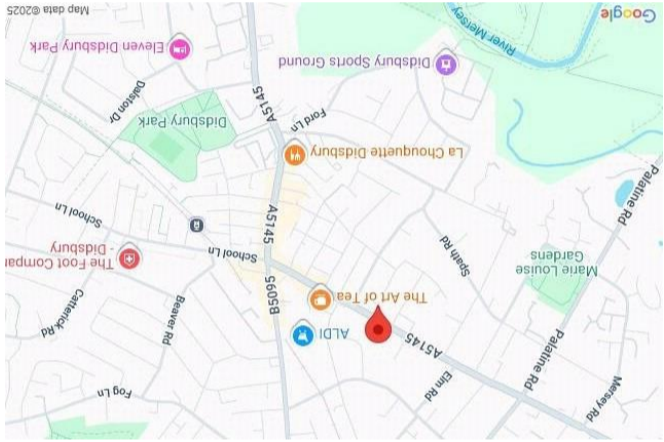 Mersey Rd
Fog Ln
Elm Rd
Palatine Rd
A5145
ALDI
Beaver Rd
Catterick Rd
The Art of Tea
B5095
Marie Louise
Gardens
Spath Rd
School Ln
The Foot Compan
- Didsbury
A5145
School Ln
Palatine Rd
La Chouquette Didsbury
Didsbury Park
Ford Ln
A5145
Dalston Dr
Didsbury Sports Ground
Eleven Didsbury Park
River Mersey
Google
Map data ©2025